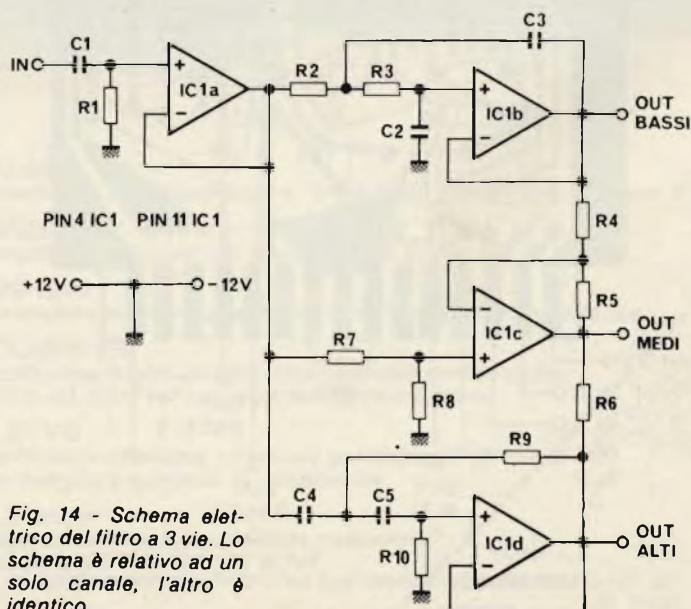 C3
C1
IN
R1
IC1a
+
−
R2
R3
C2
IC1b
+
−
OUT
BASSI
PIN 4 IC1 PIN 11 IC1
+12V
−12V
R4
R5
IC1c
−
+
OUT
MEDI
R7
R8
R6
R9
C4
C5
R10
IC1d
+
−
OUT
ALTI
Fig. 14 - Schema elet-
trico del filtro a 3 vie. Lo
schema è relativo ad un
solo canale, l'altro è
identico